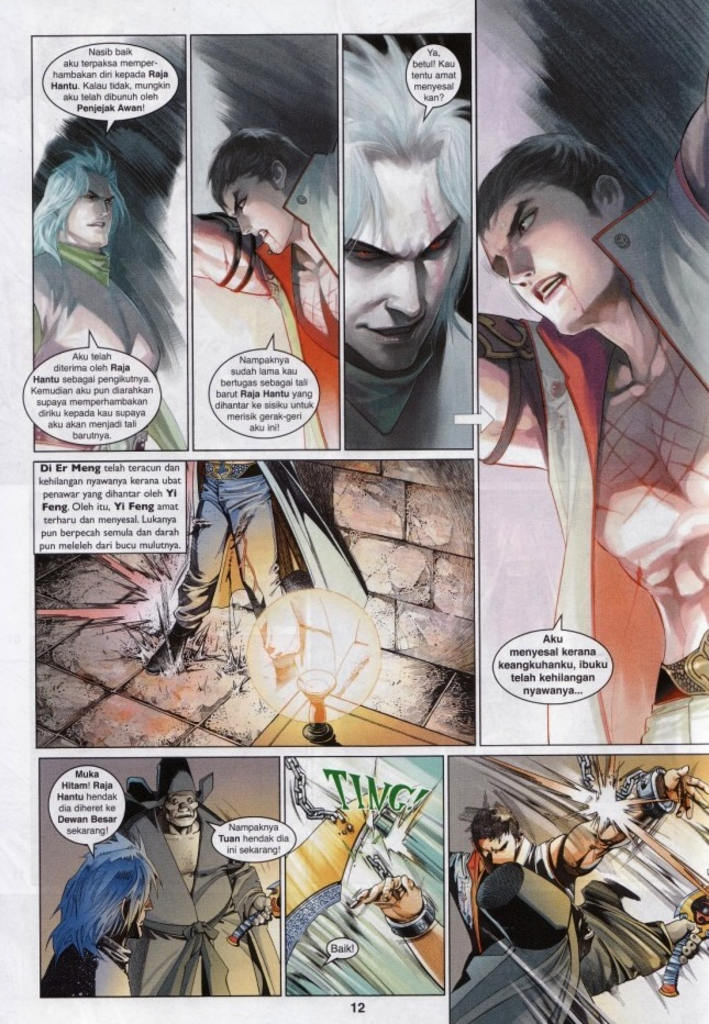 Nasib baik
aku terpaksa memper-
hambakan diri kepada Raja
Hantu. Kalau tidak, mungkin
aku telah dibunuh oleh
Penjejak Awan!
Aku telah
diterima oleh Raja
Hantu sebagai pengikutnya.
Kemudian aku pun diarahkan
supaya memperhambakan
diriku kepada kau supaya
aku akan menjadi tali
barutnya.
Nampaknya
sudah lama kau
bertugas sebagai tali
barut Raja Hantu yang
dihantar ke sisiku untuk
merisik gerak-geri
aku ini!
Ya,
betul! Kau
tentu amat
menyesal
kan?
Aku
menyesal kerana
keangkuhanku, ibuku
telah kehilangan
nyawanya...
Di Er Meng telah teracun dan
kehilangan nyawanya kerana ubat
penawar yang dihantar oleh Yi
Feng. Oleh itu, Yi Feng amat
terharu dan menyesal. Lukanya
pun berpecah semula dan darah
pun meleleh dari bucu mulutnya.
Muka
Hitam! Raja
Hantu hendak
dia diheret ke
Dewan Besar
sekarang!
Nampaknya
Tuan hendak dia
ini sekarang!
TING!
Baik!
12